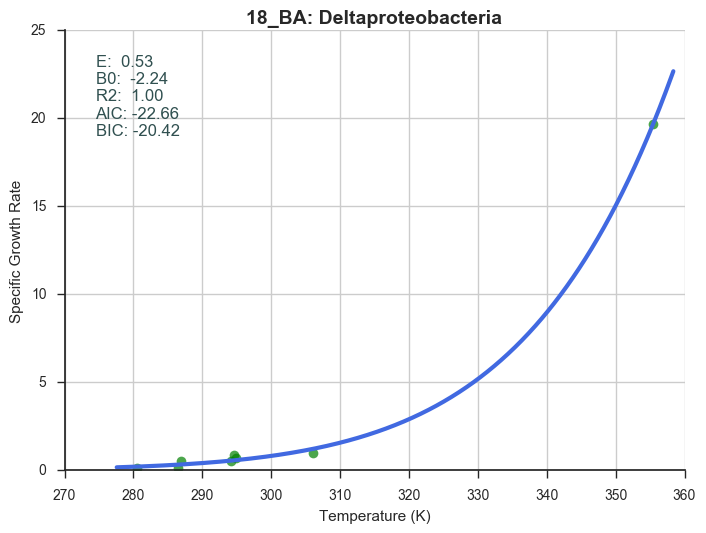 18_BA: Deltaproteobacteria
25
20
15
10
5
0
E: 0.53
B0: -2.24
R2: 1.00
AIC: -22.66
BIC: -20.42
Specific Growth Rate
270 280 290 300 310 320 330 340 350 360
Temperature (K)